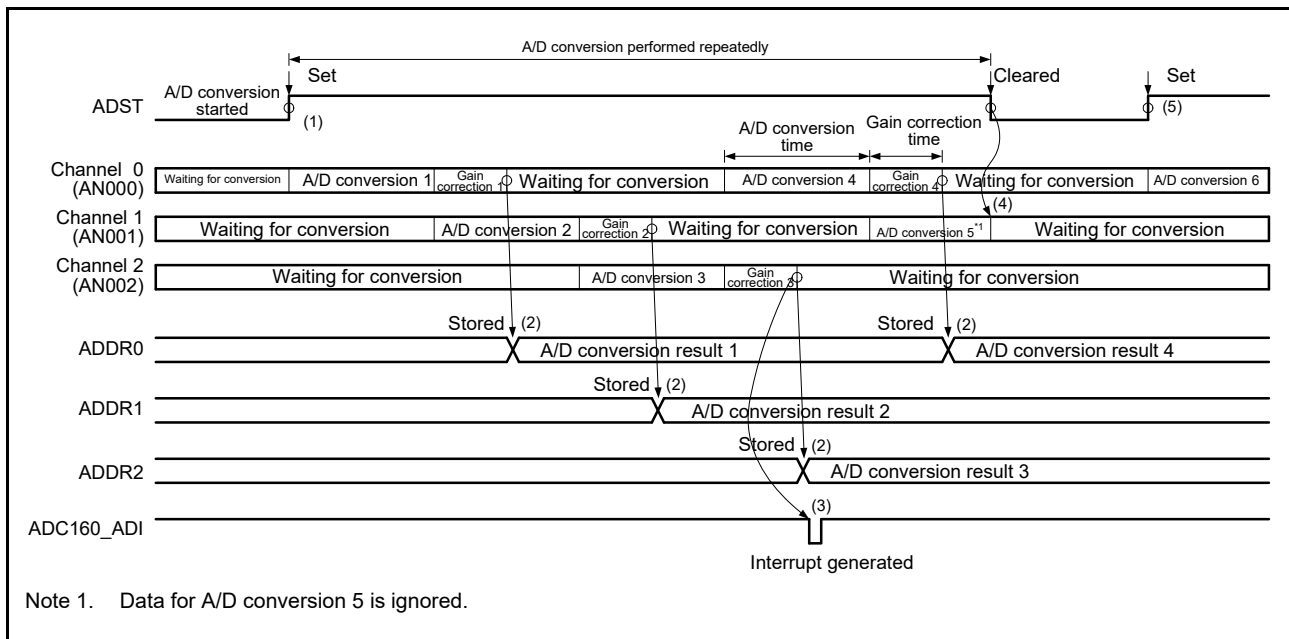 A/D conversion performed repeatedly
Set
Cleared
Set
A/D conversion started
ADST
(1)
(5)
A/D conversion time
Gain correction time
Channel 0 (AN000)
Waiting for conversion
A/D conversion 1
Gain correction 1
Waiting for conversion
A/D conversion 4
Gain correction 4
Waiting for conversion
A/D conversion 6
(4)
Channel 1 (AN001)
Waiting for conversion
A/D conversion 2
Gain correction 2
Waiting for conversion
A/D conversion 5*1
Waiting for conversion
Channel 2 (AN002)
Waiting for conversion
A/D conversion 3
Gain correction 3
Waiting for conversion
Stored
(2)
Stored
(2)
ADDR0
A/D conversion result 1
A/D conversion result 4
Stored
(2)
ADDR1
A/D conversion result 2
Stored
(2)
ADDR2
A/D conversion result 3
(3)
ADC160_ADI
Interrupt generated
Note 1. Data for A/D conversion 5 is ignored.